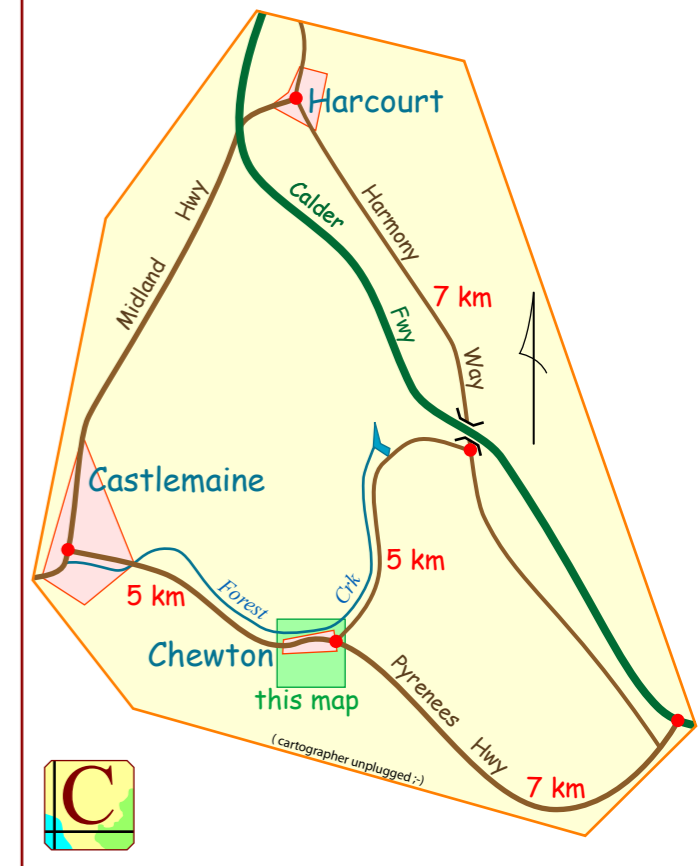 Harcourt
Midland Hwy
Calder Fwy
Harmony Way
7 km
Castlemaine
5 km
5 km
Forest Crk
Chewton
this map
Pyrenees Hwy
7 km
( cartographer unplugged ;-)
C